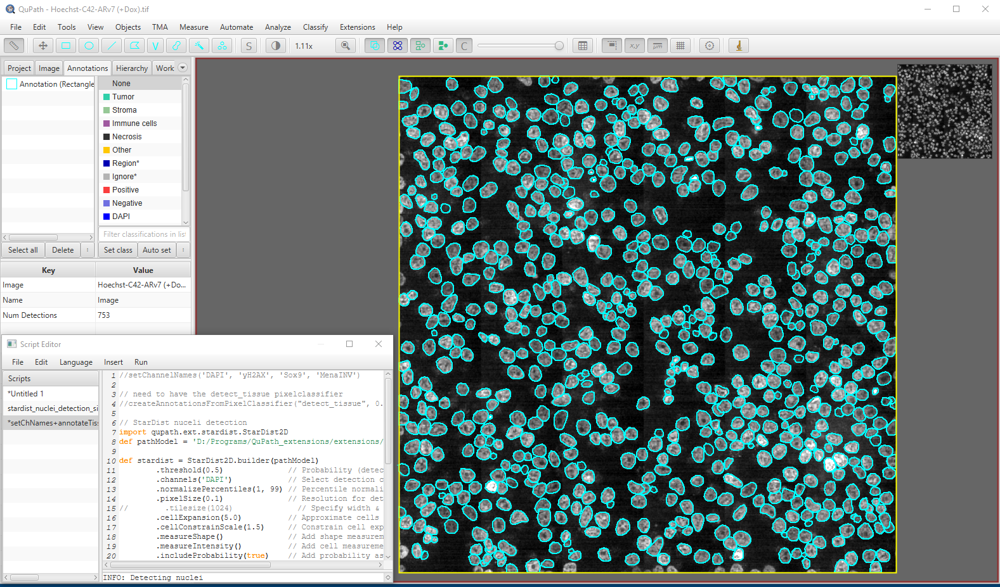 QuPath - Hoechst-C42-ARv7 (+Dox).tif
File Edit Tools View Objects TMA Measure Automate Analyze Classify Extensions Help
V S 1.11x C x,y µm
Project Image Annotations Hierarchy Work
Annotation (Rectangle
None
Tumor
Stroma
Immune cells
Necrosis
Other
Region*
Ignore*
Positive
Negative
DAPI
Filter classifications in list
Select all Delete Set class Auto set
Key Value
Image Hoechst-C42-ARv7 (+Do...
Name Image
Num Detections 753
Script Editor
File Edit Language Insert Run
Scripts
*Untitled 1
stardist_nuclei_detection_si
*setChNames+annotateTiss
1 //setChannelNames('DAPI', 'yH2AX', 'Sox9', 'MenaINV')
2
3 // need to have the detect_tissue pixelclassifier
4 //createAnnotationsFromPixelClassifier("detect_tissue", 0.
5
6 // StarDist nuceli detection
7 import qupath.ext.stardist.StarDist2D
8 def pathModel = 'D:/Programs/QuPath_extensions/extensions/
9
10 def stardist = StarDist2D.builder(pathModel)
11 .threshold(0.5) // Probability (detec
12 .channels('DAPI') // Select detection c
13 .normalizePercentiles(1, 99) // Percentile normali
14 .pixelSize(0.1) // Resolution for det
15 // .tilesize(1024) // Specify width &
16 .cellExpansion(5.0) // Approximate cells
17 .cellConstrainScale(1.5) // Constrain cell exp
18 .measureShape() // Add shape measurem
19 .measureIntensity() // Add cell measureme
20 .includeProbability(true) // Add probability as
INFO: Detecting nuclei